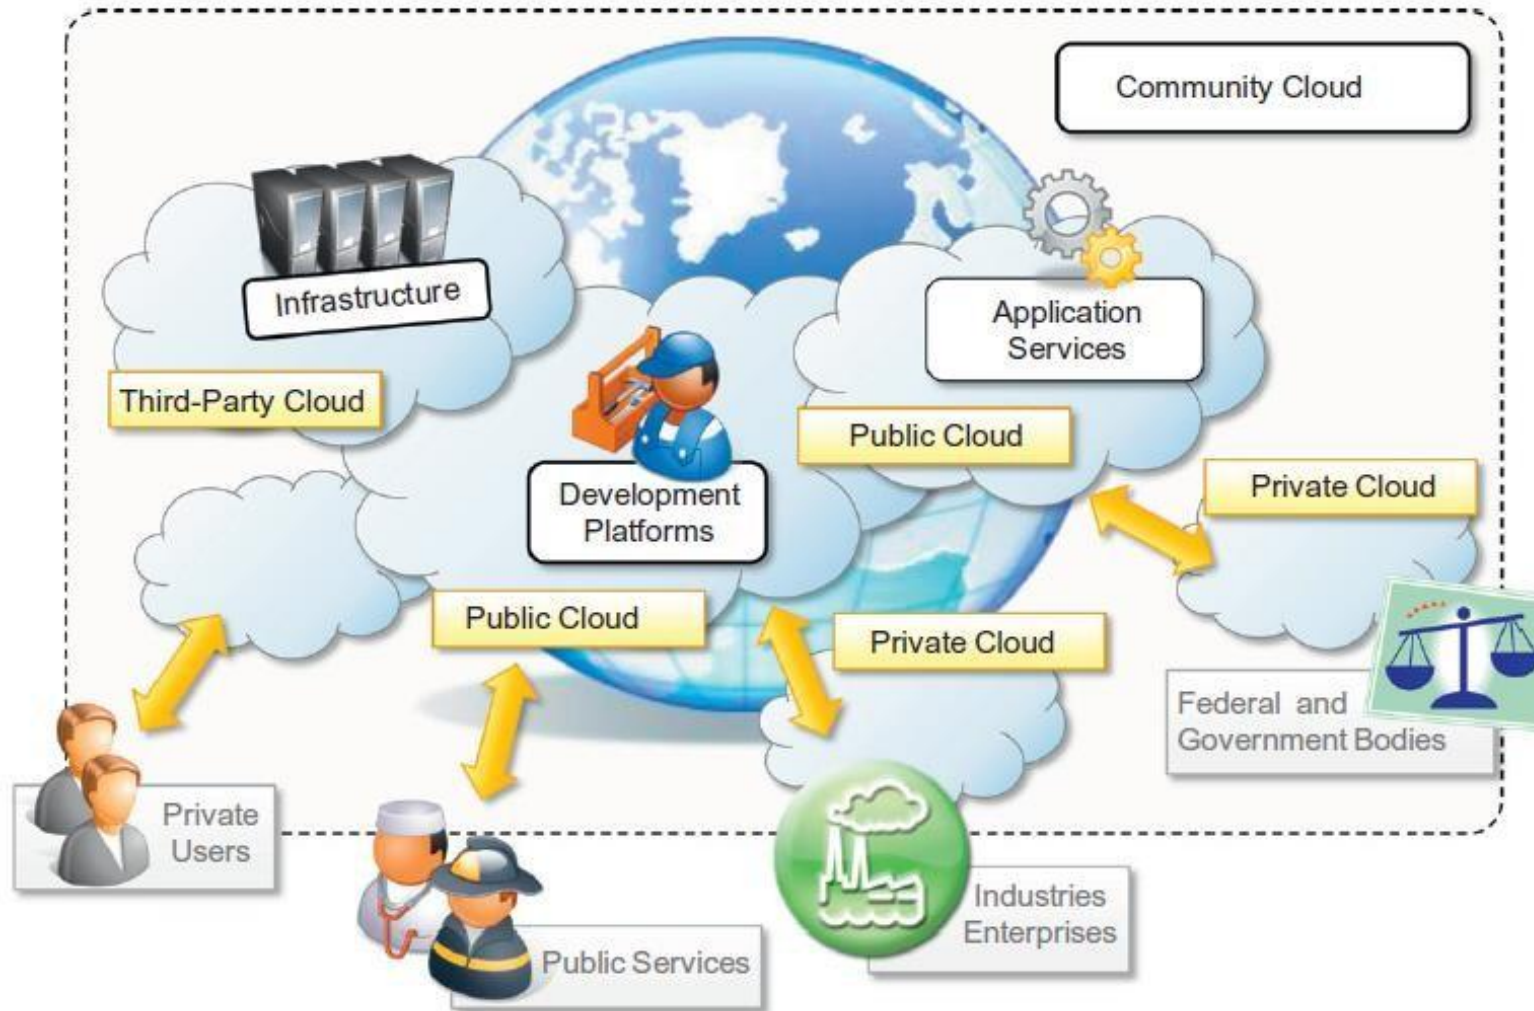 Community Cloud
Infrastructure
Application
Services
Third-Party Cloud
Public Cloud
Development
Platforms
Private Cloud
Public Cloud
Private Cloud
Federal and
Government Bodies
Private
Users
Industries
Enterprises
Public Services